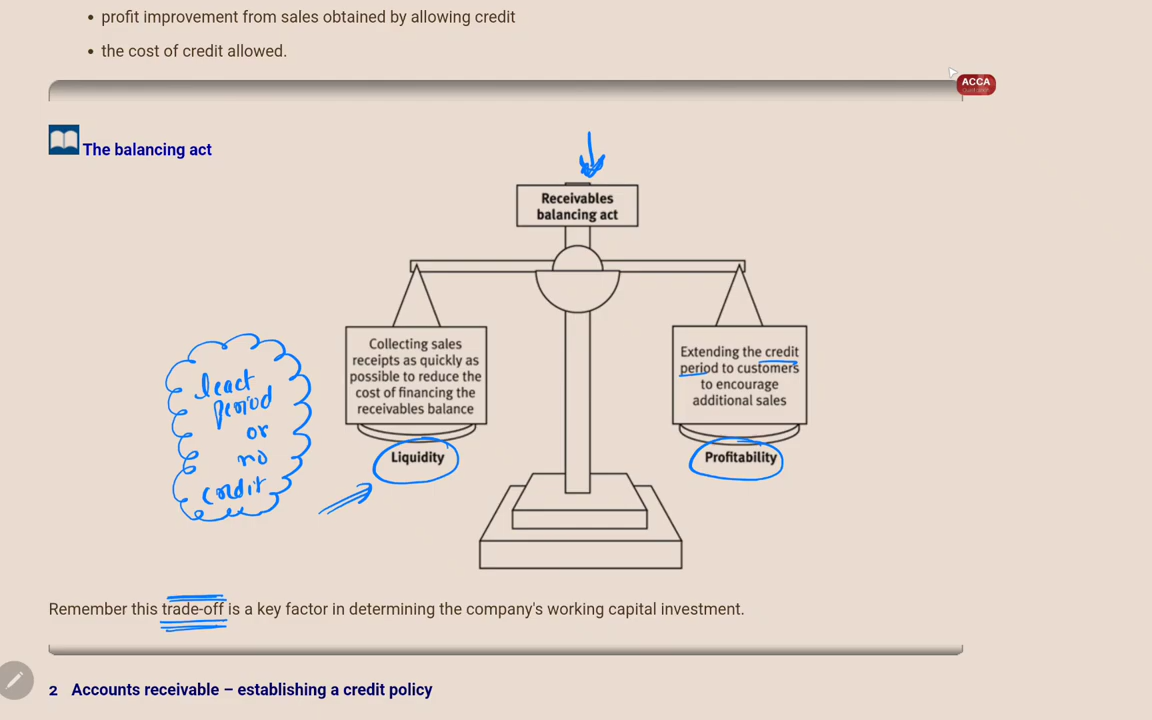 • profit improvement from sales obtained by allowing credit
• the cost of credit allowed.
ACCA
The balancing act
Receivables
balancing act
Collecting sales
receipts as quickly as
possible to reduce the
cost of financing the
receivables balance
Extending the credit
period to customers
to encourage
additional sales
least
period
or
no
credit
Liquidity
Profitability
Remember this trade-off is a key factor in determining the company's working capital investment.
2 Accounts receivable – establishing a credit policy